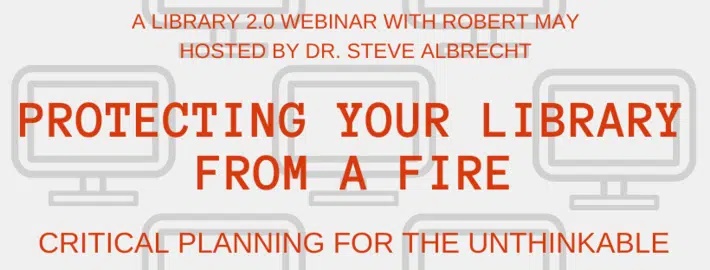 A LIBRARY 2.0 WEBINAR WITH ROBERT MAY
HOSTED BY DR. STEVE ALBRECHT
PROTECTING YOUR LIBRARY
FROM A FIRE
CRITICAL PLANNING FOR THE UNTHINKABLE